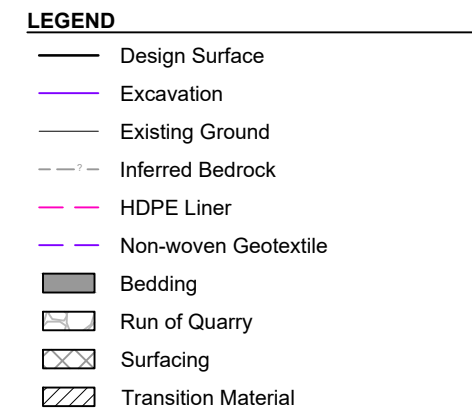 LEGEND
Design Surface
Excavation
Existing Ground
? Inferred Bedrock
HDPE Liner
Non-woven Geotextile
Bedding
Run of Quarry
Surfacing
Transition Material